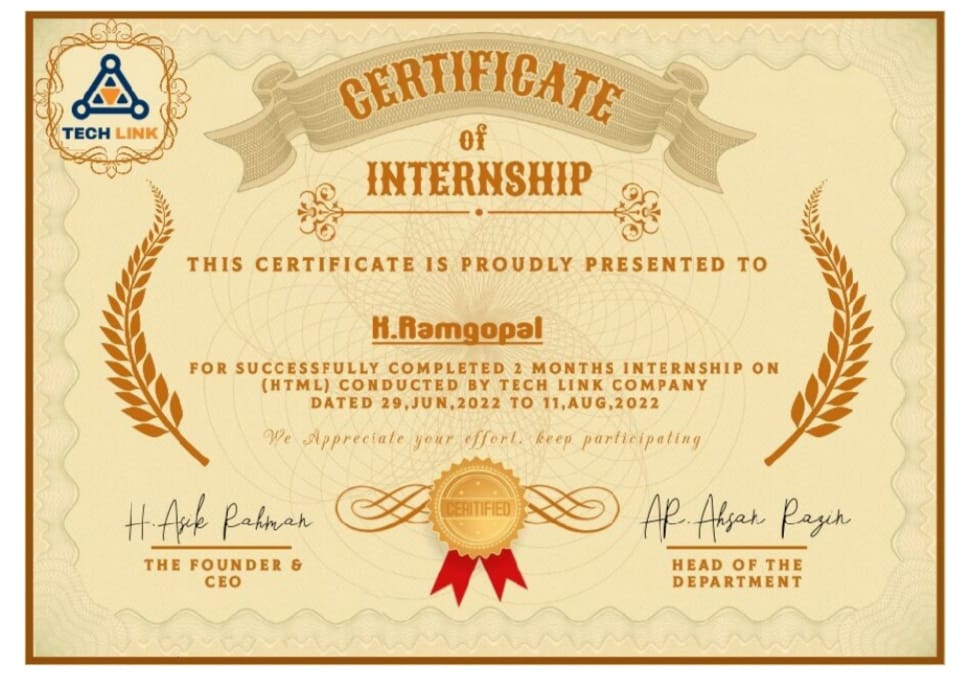 TECH LINK
CERTIFICATE
of
INTERNSHIP
THIS CERTIFICATE IS PROUDLY PRESENTED TO
K.Ramgopal
FOR SUCCESSFULLY COMPLETED 2 MONTHS INTERNSHIP ON
(HTML) CONDUCTED BY TECH LINK COMPANY
DATED 29,JUN,2022 TO 11,AUG,2022
We Appreciate your effort. keep participating
CERITIFIED
H.Asik Rahman
AR.Ahsan Razin
THE FOUNDER &
CEO
HEAD OF THE
DEPARTMENT